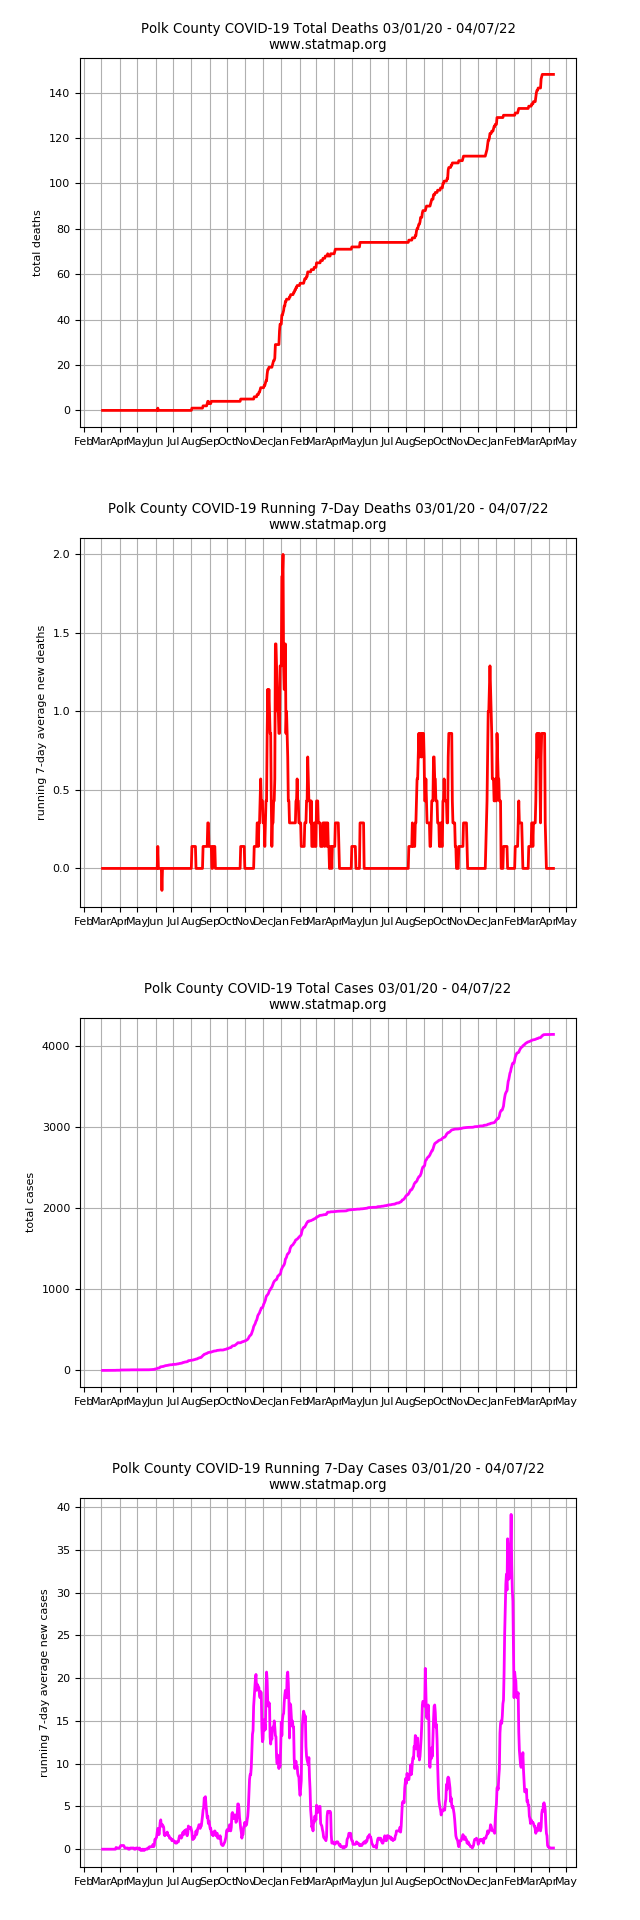 Polk County COVID-19 Total Deaths 03/01/20 - 04/07/22
www.statmap.org
140
120
100
80
60
40
20
0
total deaths
Feb Mar Apr May Jun Jul Aug Sep Oct Nov Dec Jan Feb Mar Apr May Jun Jul Aug Sep Oct Nov Dec Jan Feb Mar Apr May
Polk County COVID-19 Running 7-Day Deaths 03/01/20 - 04/07/22
www.statmap.org
2.0
1.5
1.0
0.5
0.0
running 7-day average new deaths
Feb Mar Apr May Jun Jul Aug Sep Oct Nov Dec Jan Feb Mar Apr May Jun Jul Aug Sep Oct Nov Dec Jan Feb Mar Apr May
Polk County COVID-19 Total Cases 03/01/20 - 04/07/22
www.statmap.org
4000
3000
2000
1000
0
total cases
Feb Mar Apr May Jun Jul Aug Sep Oct Nov Dec Jan Feb Mar Apr May Jun Jul Aug Sep Oct Nov Dec Jan Feb Mar Apr May
Polk County COVID-19 Running 7-Day Cases 03/01/20 - 04/07/22
www.statmap.org
40
35
30
25
20
15
10
5
0
running 7-day average new cases
Feb Mar Apr May Jun Jul Aug Sep Oct Nov Dec Jan Feb Mar Apr May Jun Jul Aug Sep Oct Nov Dec Jan Feb Mar Apr May